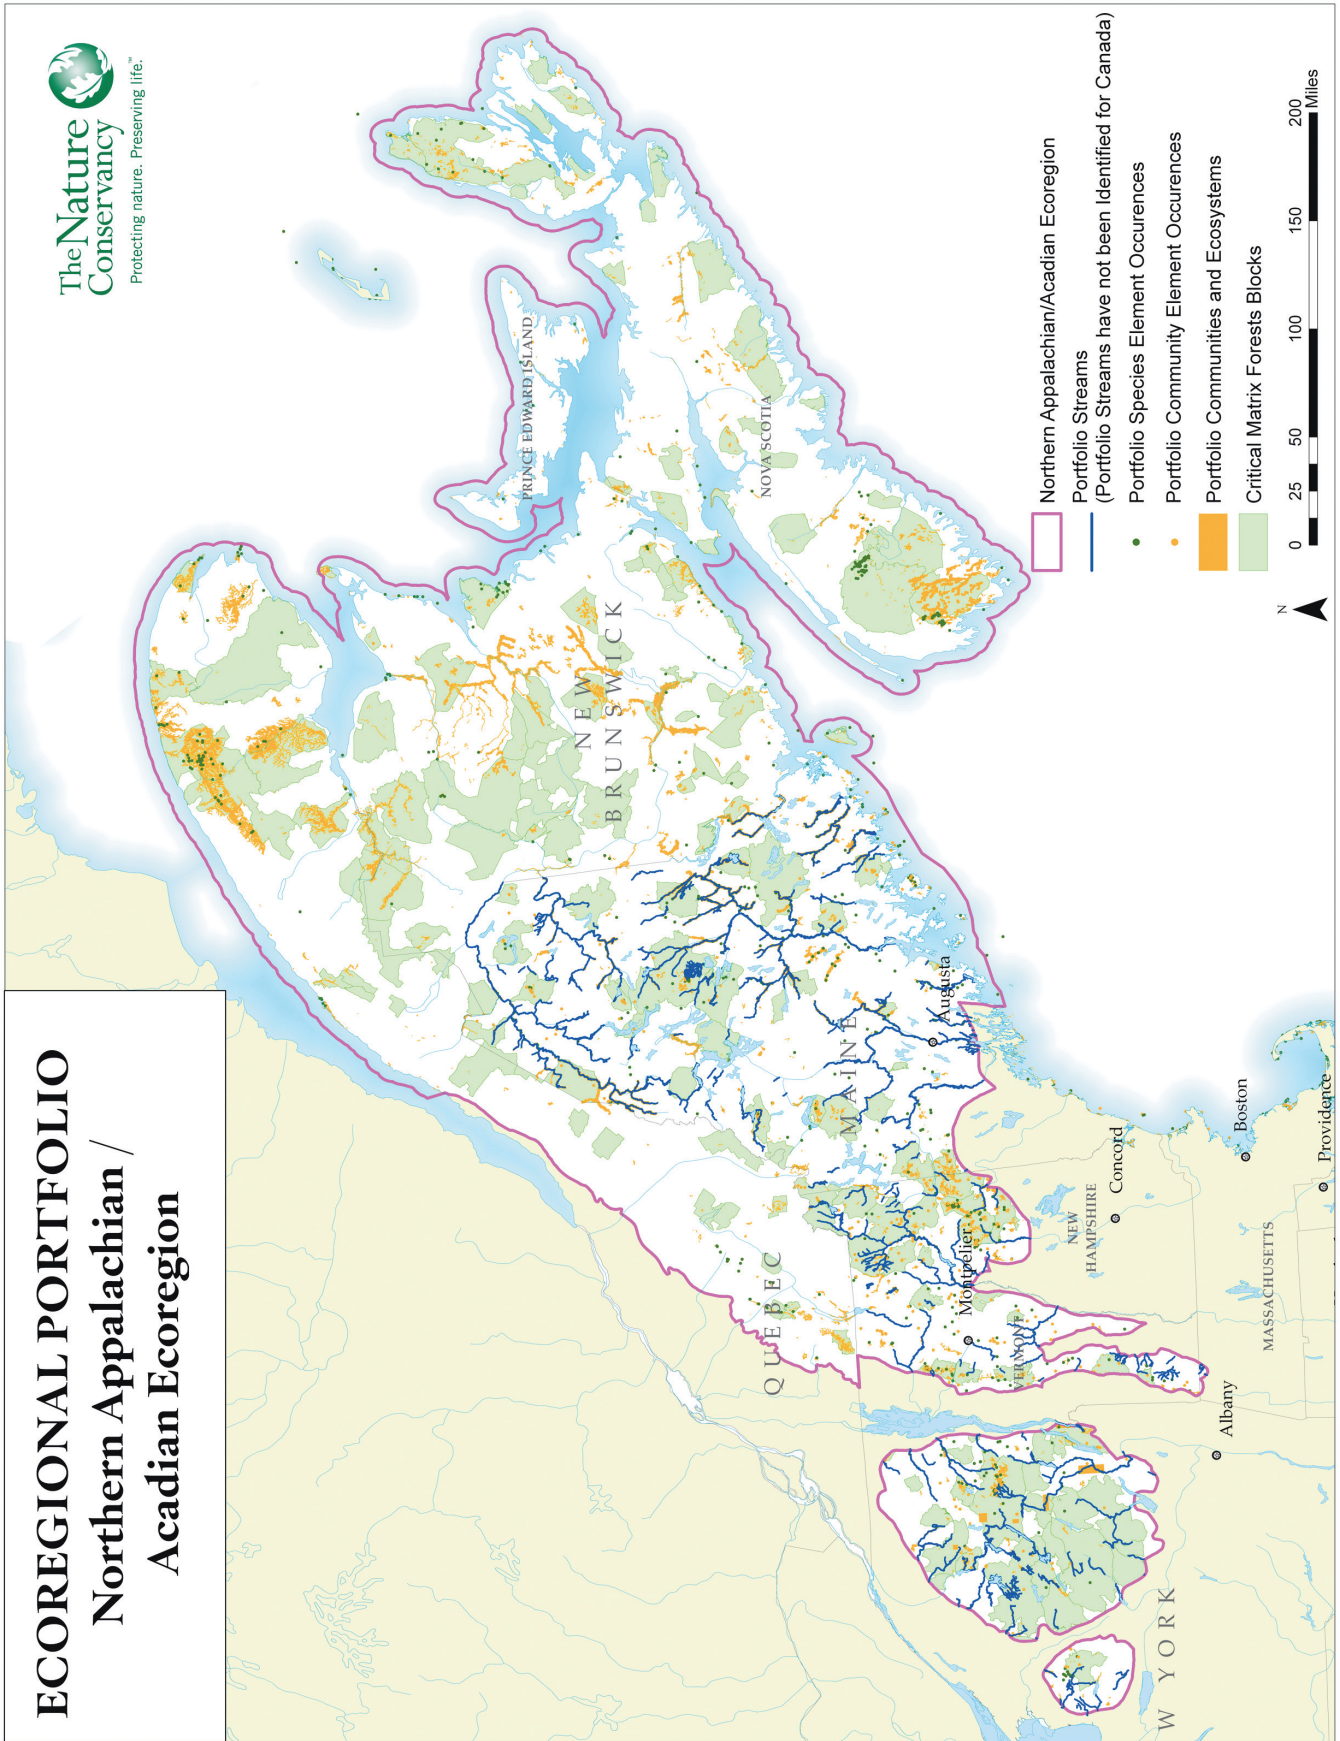 ECOREGIONAL PORTFOLIO
Northern Appalachian /
Acadian Ecoregion
The Nature
Conservancy
Protecting nature. Preserving life.™
PRINCE EDWARD ISLAND
NOVA SCOTIA
NEW
BRUNSWICK
QUEBEC
MAINE
Augusta
Montpelier
VERMONT
NEW
HAMPSHIRE
Concord
Boston
Providence
MASSACHUSETTS
Albany
W YORK
Northern Appalachian/Acadian Ecoregion
Portfolio Streams
(Portfolio Streams have not been Identified for Canada)
Portfolio Species Element Occurences
Portfolio Community Element Occurences
Portfolio Communities and Ecosystems
Critical Matrix Forests Blocks
N
0 25 50 100 150 200
Miles